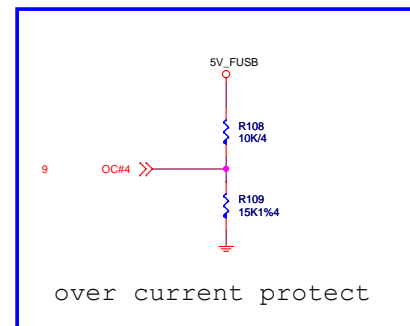 5V_FUSB
R108
10K/4
9 OC#4
R109
15K1%4
over current protect